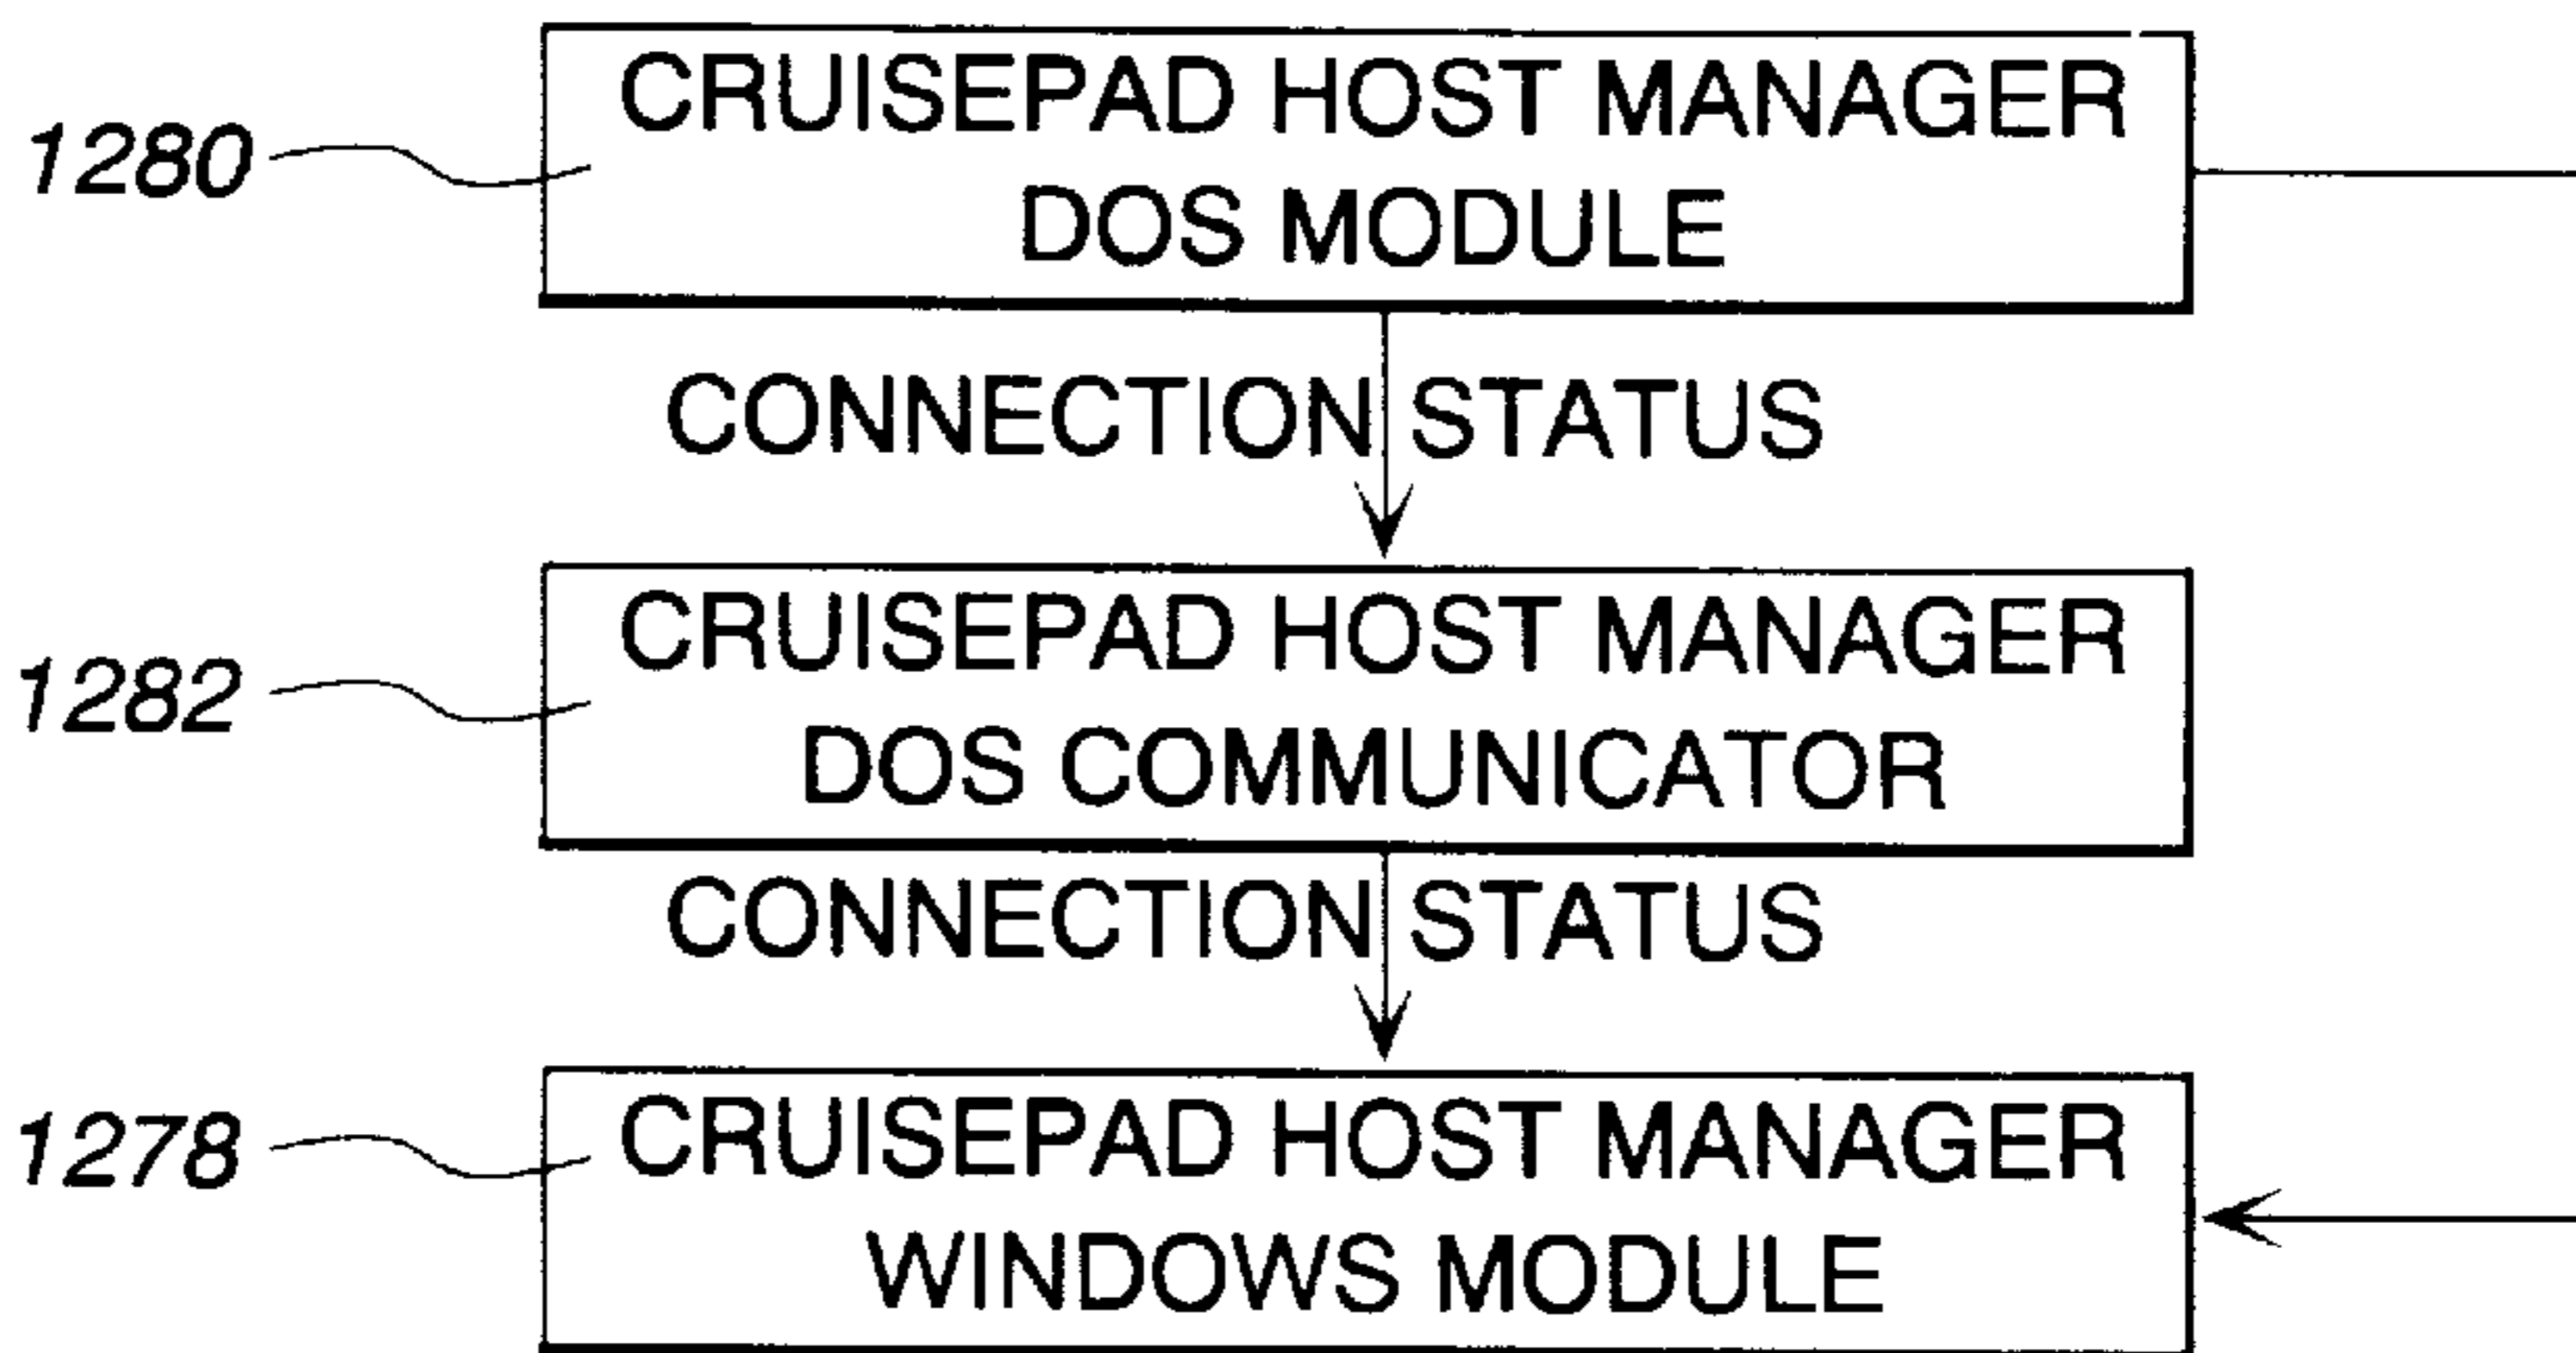 1280
CRUISEPAD HOST MANAGER
DOS MODULE
CONNECTION STATUS
1282
CRUISEPAD HOST MANAGER
DOS COMMUNICATOR
CONNECTION STATUS
1278
CRUISEPAD HOST MANAGER
WINDOWS MODULE